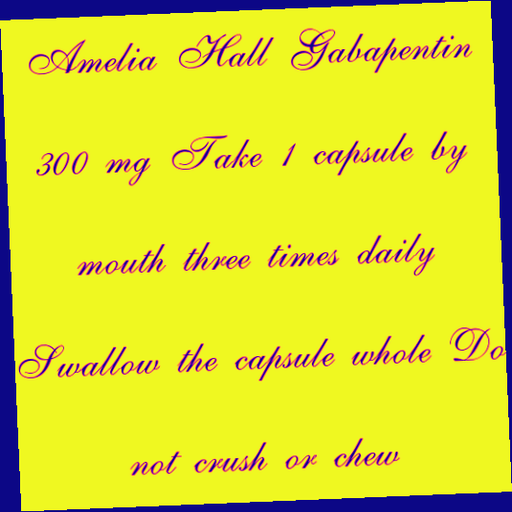 Amelia Hall Gabapentin
300 mg Take 1 capsule by
mouth three times daily
Swallow the capsule whole Do
not crush or chew